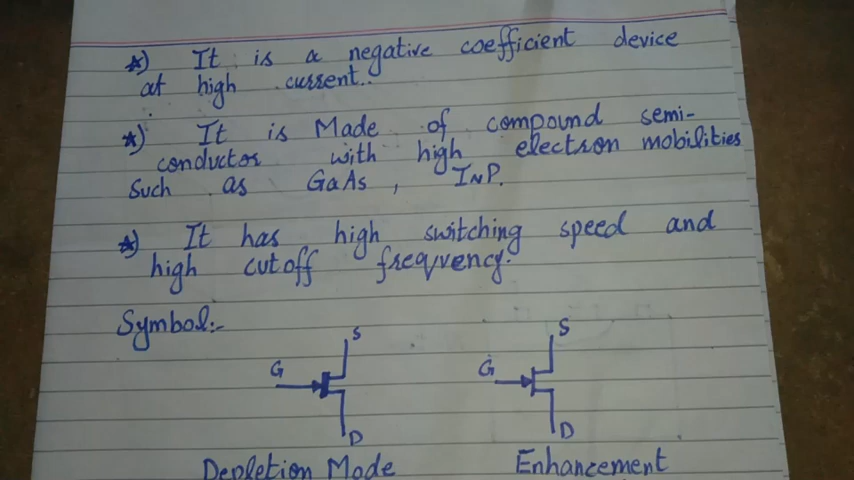 *) It is a negative coefficient device
at high current.
*) It is Made of compound semi-
conductor with high electron mobilities
Such as GaAs, InP.
*) It has high switching speed and
high cutoff frequency.
Symbol:-
S S
G G
D D
Depletion Mode Enhancement